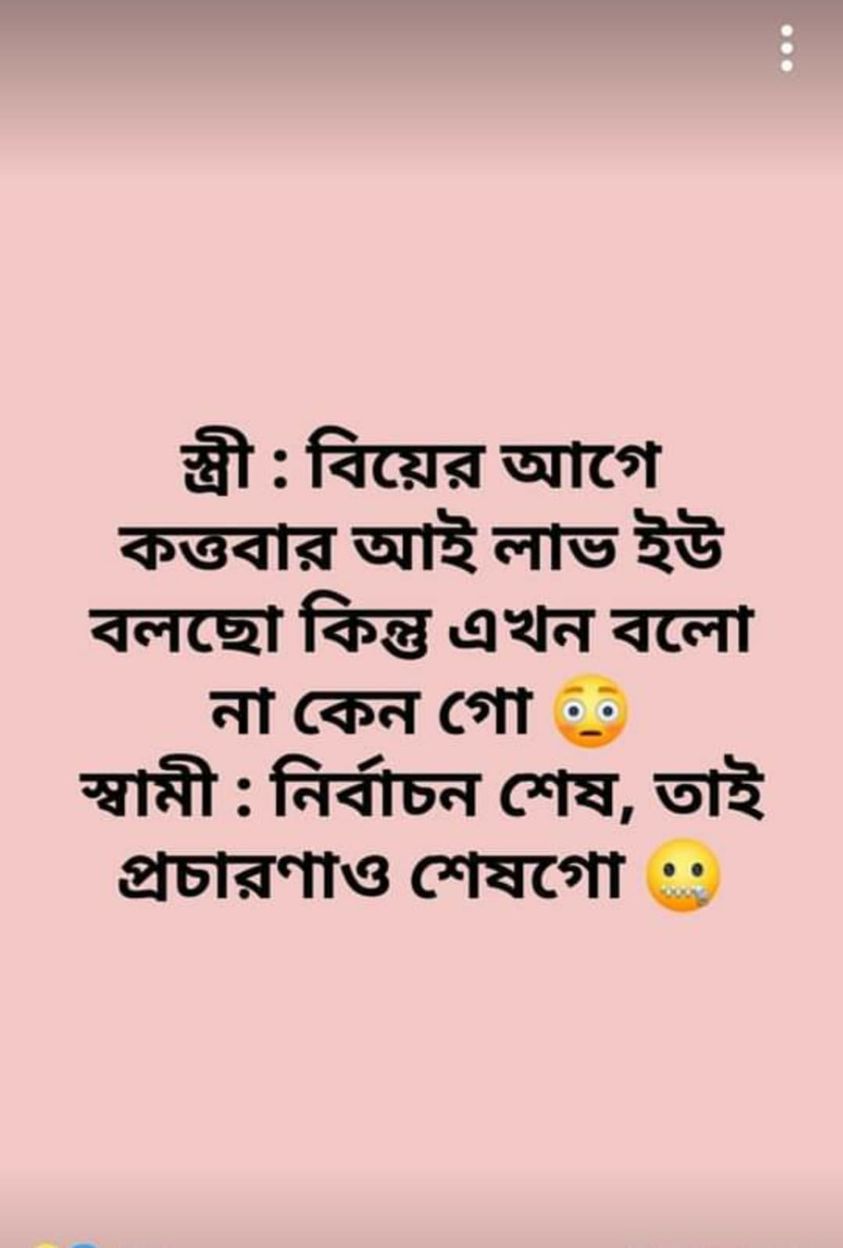 স্ত্রী : বিয়ের আগে
কত্তবার আই লাভ ইউ
বলছো কিন্তু এখন বলো
না কেন গো 😳
স্বামী : নির্বাচন শেষ, তাই
প্রচারণাও শেষগো 🤐